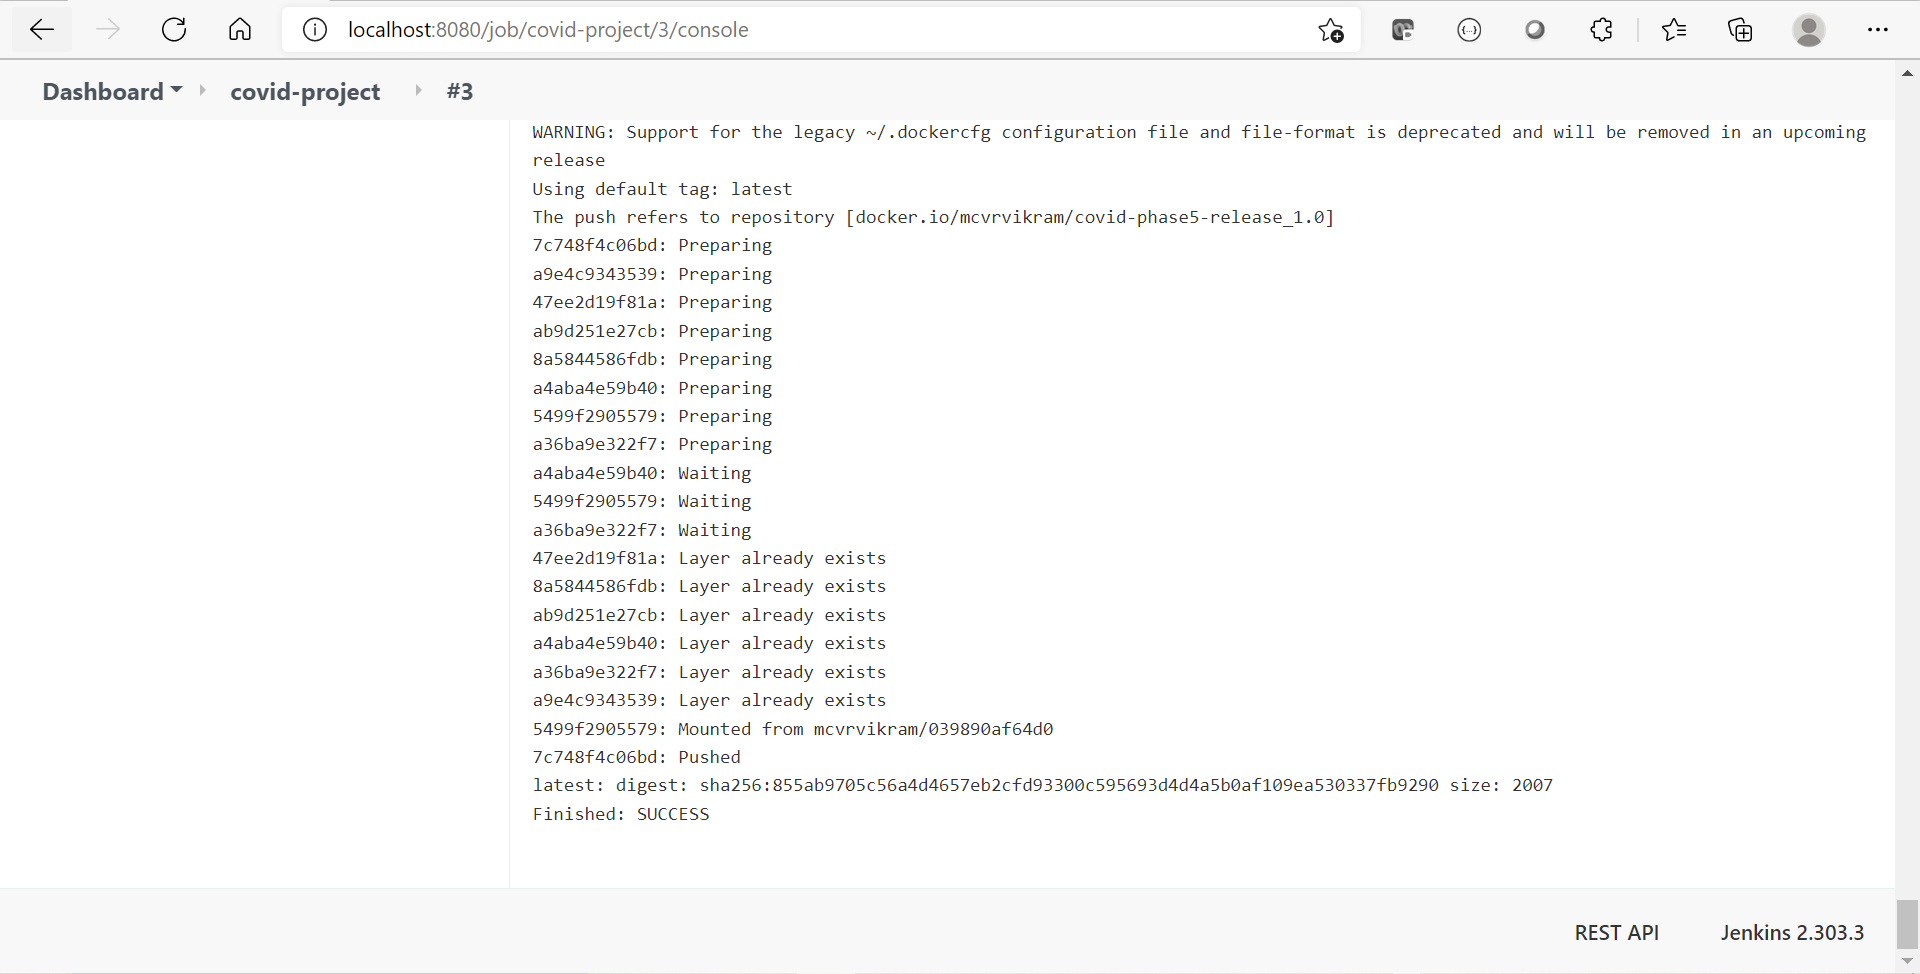 localhost:8080/job/covid-project/3/console
Dashboard covid-project #3
WARNING: Support for the legacy ~/.dockercfg configuration file and file-format is deprecated and will be removed in an upcoming
release
Using default tag: latest
The push refers to repository [docker.io/mcvrvikram/covid-phase5-release_1.0]
7c748f4c06bd: Preparing
a9e4c9343539: Preparing
47ee2d19f81a: Preparing
ab9d251e27cb: Preparing
8a5844586fdb: Preparing
a4aba4e59b40: Preparing
5499f2905579: Preparing
a36ba9e322f7: Preparing
a4aba4e59b40: Waiting
5499f2905579: Waiting
a36ba9e322f7: Waiting
47ee2d19f81a: Layer already exists
8a5844586fdb: Layer already exists
ab9d251e27cb: Layer already exists
a4aba4e59b40: Layer already exists
a36ba9e322f7: Layer already exists
a9e4c9343539: Layer already exists
5499f2905579: Mounted from mcvrvikram/039890af64d0
7c748f4c06bd: Pushed
latest: digest: sha256:855ab9705c56a4d4657eb2cfd93300c595693d4d4a5b0af109ea530337fb9290 size: 2007
Finished: SUCCESS
REST API Jenkins 2.303.3